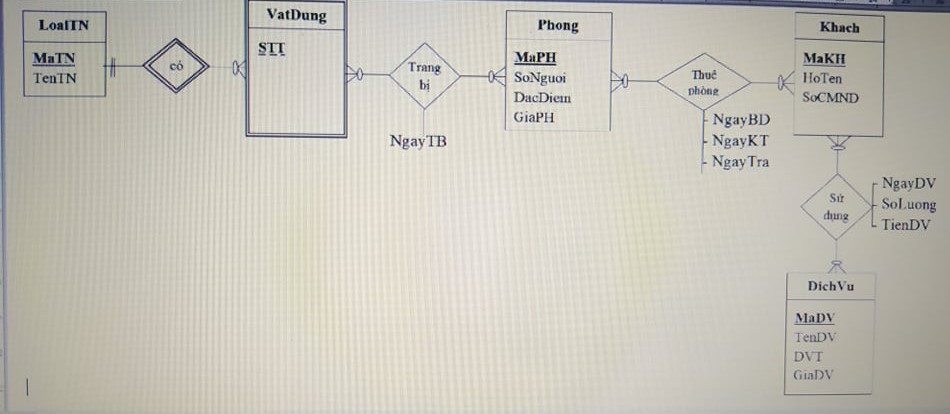 LoaiTN
MaTN
TenTN
có
VatDung
STT
Trang
bị
NgayTB
Phong
MaPH
SoNguoi
DacDiem
GiaPH
Thuê
phòng
NgayBD
NgayKT
NgayTra
Khach
MaKH
HoTen
SoCMND
Sử
dụng
NgayDV
SoLuong
TienDV
DichVu
MaDV
TenDV
DVT
GiaDV